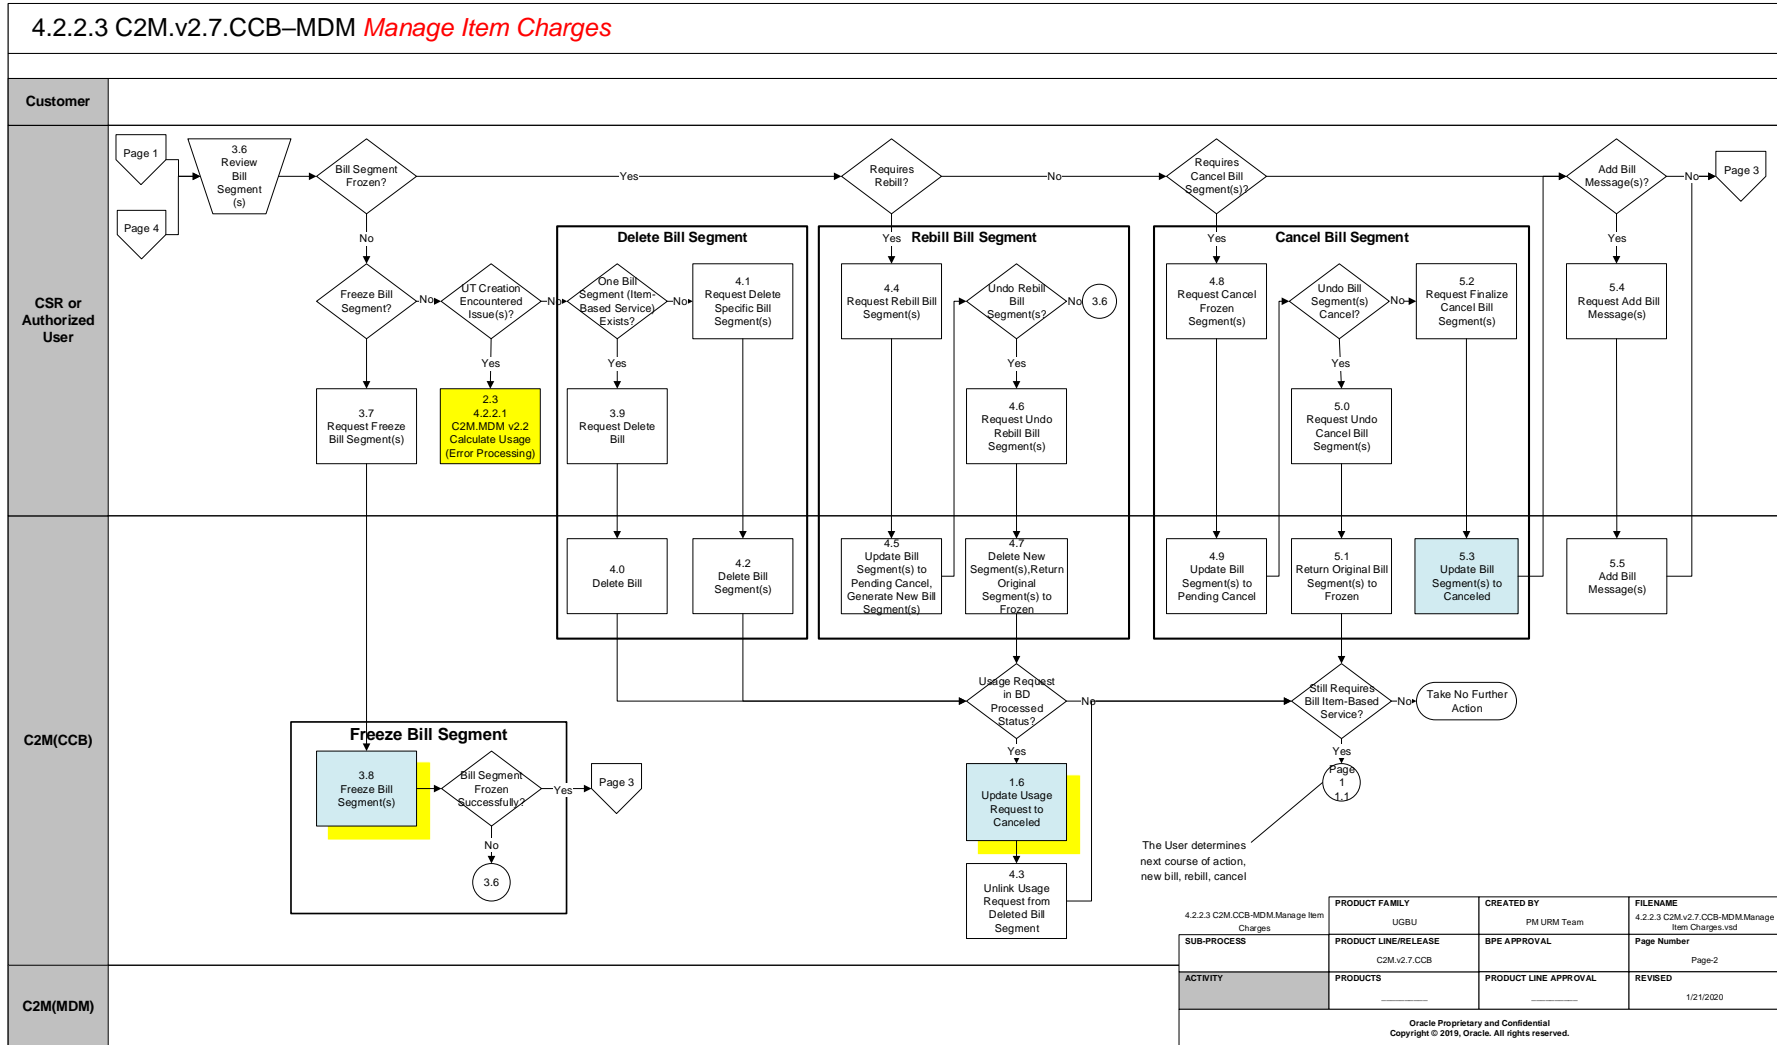 4.2.2.3 C2M.v2.7.CCB–MDM Manage Item Charges
Customer
CSR or
Authorized
User
C2M(CCB)
C2M(MDM)
Page 1
Page 4
3.6
Review
Bill
Segment
(s)
Bill Segment
Frozen?
Yes
No
Requires
Rebill?
No
Yes
Requires
Cancel Bill
Segment(s)?
Yes
Add Bill
Message(s)?
No
Yes
Page 3
Freeze Bill
Segment?
No
UT Creation
Encountered
Issue(s)?
No
Yes
3.7
Request Freeze
Bill Segment(s)
2.3
4.2.2.1
C2M.MDM v2.2
Calculate Usage
(Error Processing)
Delete Bill Segment
One Bill
Segment (Item-
Based Service)
Exists?
No
Yes
4.1
Request Delete
Specific Bill
Segment(s)
3.9
Request Delete
Bill
4.0
Delete Bill
4.2
Delete Bill
Segment(s)
Rebill Bill Segment
4.4
Request Rebill Bill
Segment(s)
Undo Rebill
Bill
Segment(s)?
No
3.6
Yes
4.6
Request Undo
Rebill Bill
Segment(s)
4.5
Update Bill
Segment(s) to
Pending Cancel,
Generate New Bill
Segment(s)
4.7
Delete New
Segment(s),Return
Original
Segment(s) to
Frozen
Cancel Bill Segment
4.8
Request Cancel
Frozen
Segment(s)
Undo Bill
Segment(s)
Cancel?
No
Yes
5.2
Request Finalize
Cancel Bill
Segment(s)
5.0
Request Undo
Cancel Bill
Segment(s)
4.9
Update Bill
Segment(s) to
Pending Cancel
5.1
Return Original Bill
Segment(s) to
Frozen
5.3
Update Bill
Segment(s) to
Canceled
5.4
Request Add Bill
Message(s)
5.5
Add Bill
Message(s)
Freeze Bill Segment
3.8
Freeze Bill
Segment(s)
Bill Segment
Frozen
Successfully?
Yes
Page 3
No
3.6
Usage Request
in BD
Processed
Status?
No
Yes
1.6
Update Usage
Request to
Canceled
4.3
Unlink Usage
Request from
Deleted Bill
Segment
Still Requires
Bill Item-Based
Service?
No
Take No Further
Action
Yes
Page
1
1.1
The User determines
next course of action,
new bill, rebill, cancel
4.2.2.3 C2M.CCB-MDM.Manage Item
Charges
PRODUCT FAMILY
UGBU
CREATED BY
PM URM Team
FILENAME
4.2.2.3 C2M.v2.7.CCB-MDM.Manage
Item Charges.vsd
SUB-PROCESS
PRODUCT LINE/RELEASE
C2M.v2.7.CCB
BPE APPROVAL
Page Number
Page-2
ACTIVITY
PRODUCTS
PRODUCT LINE APPROVAL
REVISED
1/21/2020
Oracle Proprietary and Confidential
Copyright © 2019, Oracle. All rights reserved.